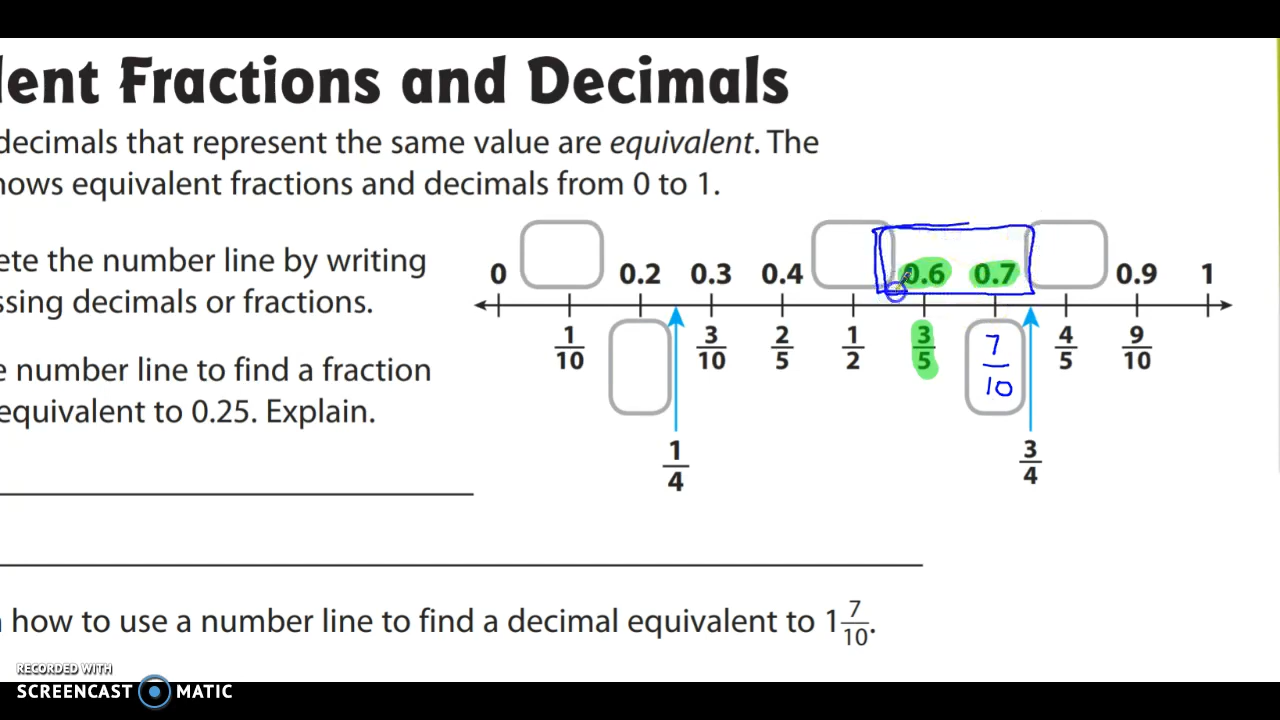 lent Fractions and Decimals
decimals that represent the same value are equivalent. The
hows equivalent fractions and decimals from 0 to 1.
ete the number line by writing
ssing decimals or fractions.
0 0.2 0.3 0.4 0.6 0.7 0.9 1
1/10 3/10 2/5 1/2 3/5 7/10 4/5 9/10
e number line to find a fraction
equivalent to 0.25. Explain.
1/4 3/4
how to use a number line to find a decimal equivalent to 1 7/10.
RECORDED WITH
SCREENCAST MATIC